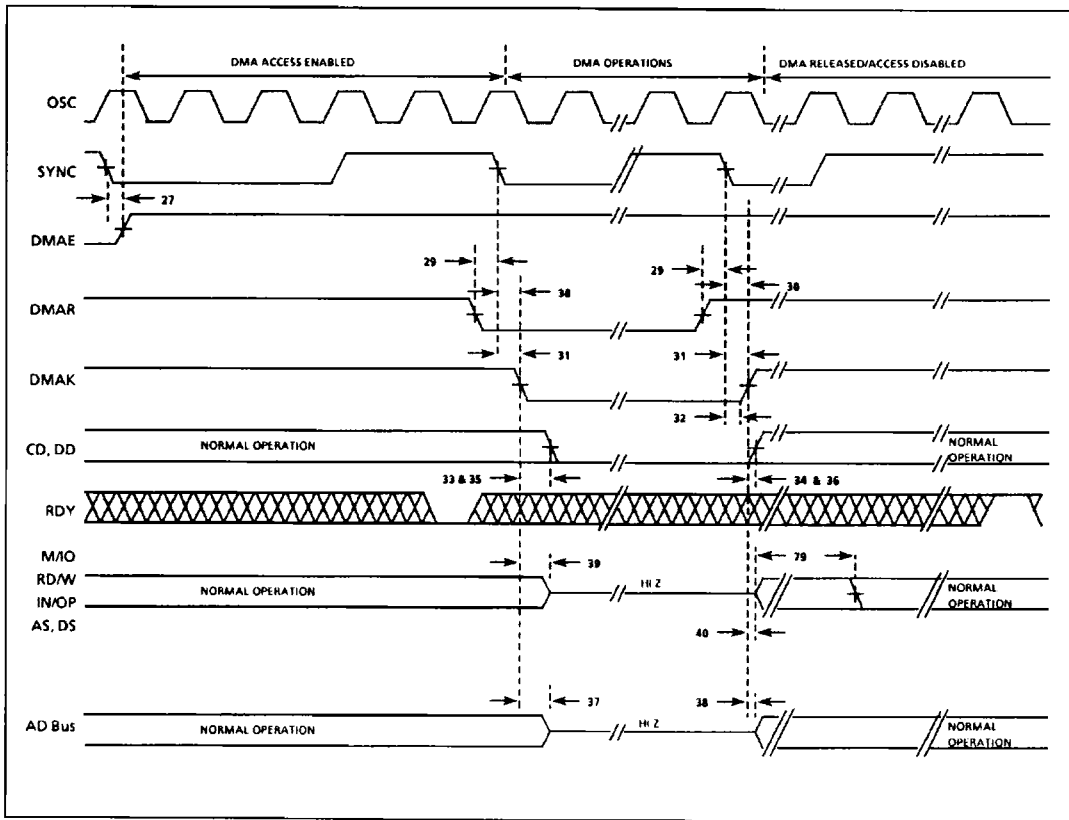 DMA ACCESS ENABLED DMA OPERATIONS DMA RELEASED/ACCESS DISABLED
OSC
SYNC
27
DMAE
29 29
30 30
DMAR
31 31
DMAK
32
CD, DD NORMAL OPERATION NORMAL OPERATION
33 & 35 34 & 36
RDY
M/IO
39 79
RD/W NORMAL OPERATION HI Z NORMAL OPERATION
IN/OP
AS, DS
40
37 38
AD Bus NORMAL OPERATION HI Z NORMAL OPERATION